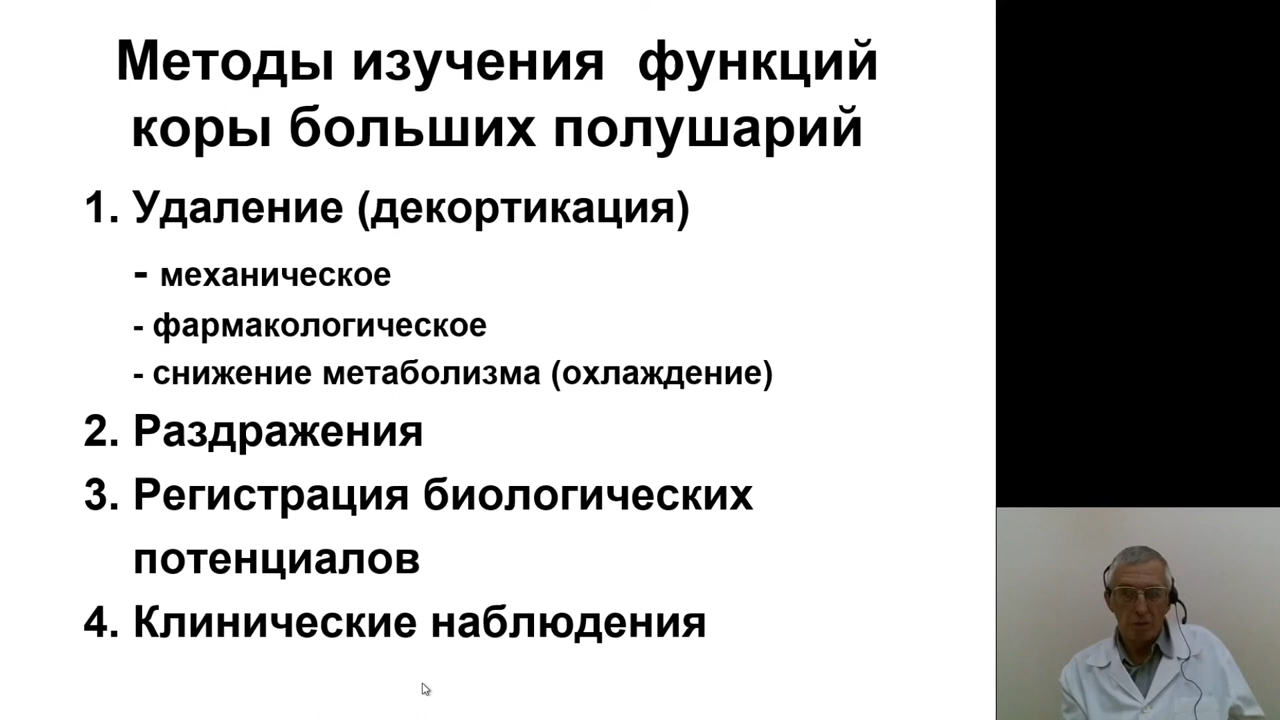 Методы изучения функций
коры больших полушарий
1. Удаление (декортикация)
- механическое
- фармакологическое
- снижение метаболизма (охлаждение)
2. Раздражения
3. Регистрация биологических
потенциалов
4. Клинические наблюдения